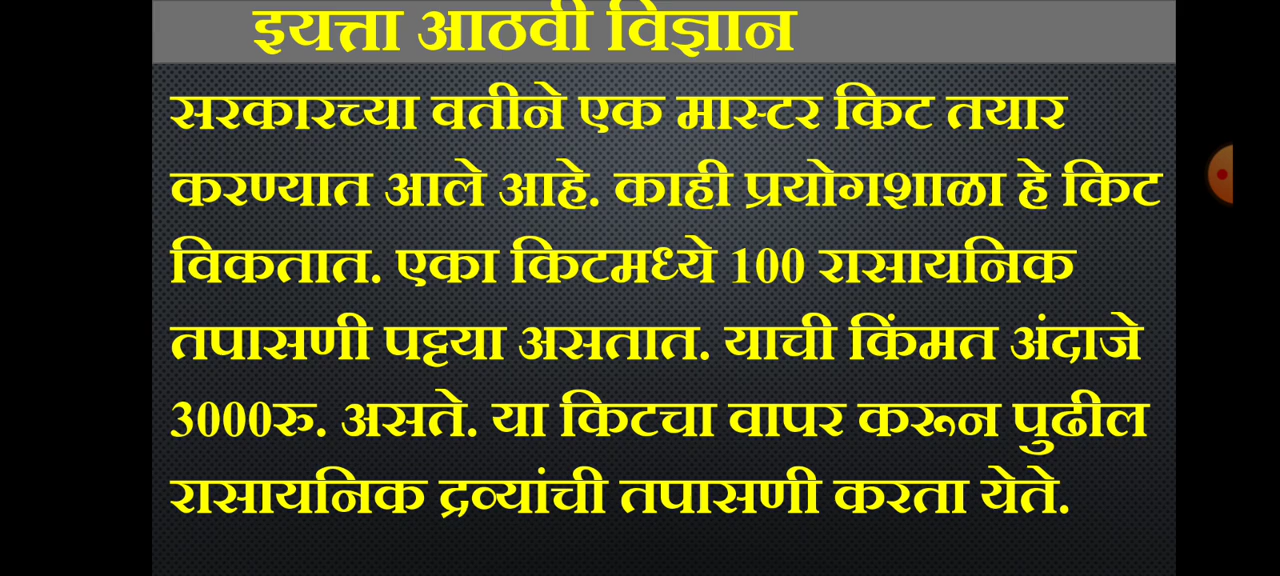 इयत्ता आठवी विज्ञान
सरकारच्या वतीने एक मास्टर किट तयार
करण्यात आले आहे. काही प्रयोगशाळा हे किट
विकतात. एका किटमध्ये 100 रासायनिक
तपासणी पट्टया असतात. याची किंमत अंदाजे
3000रु. असते. या किटचा वापर करून पुढील
रासायनिक द्रव्यांची तपासणी करता येते.